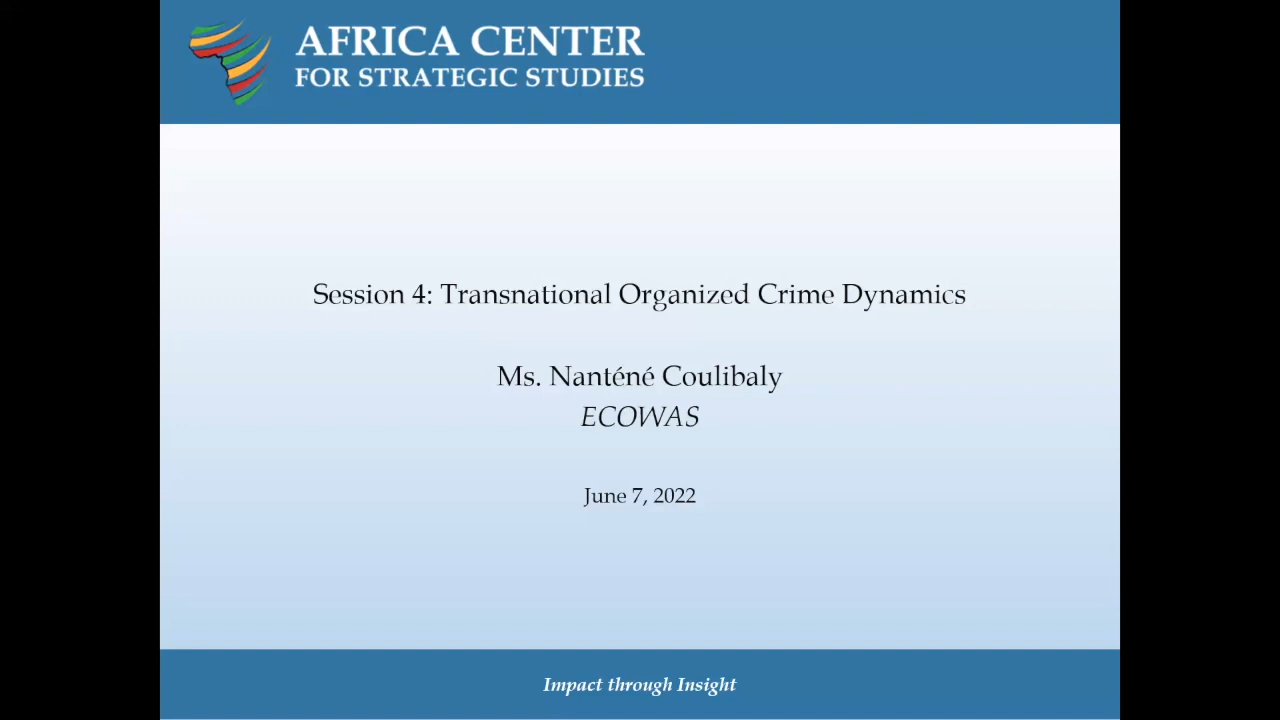 AFRICA CENTER
FOR STRATEGIC STUDIES
Session 4: Transnational Organized Crime Dynamics
Ms. Nanténé Coulibaly
ECOWAS
June 7, 2022
Impact through Insight